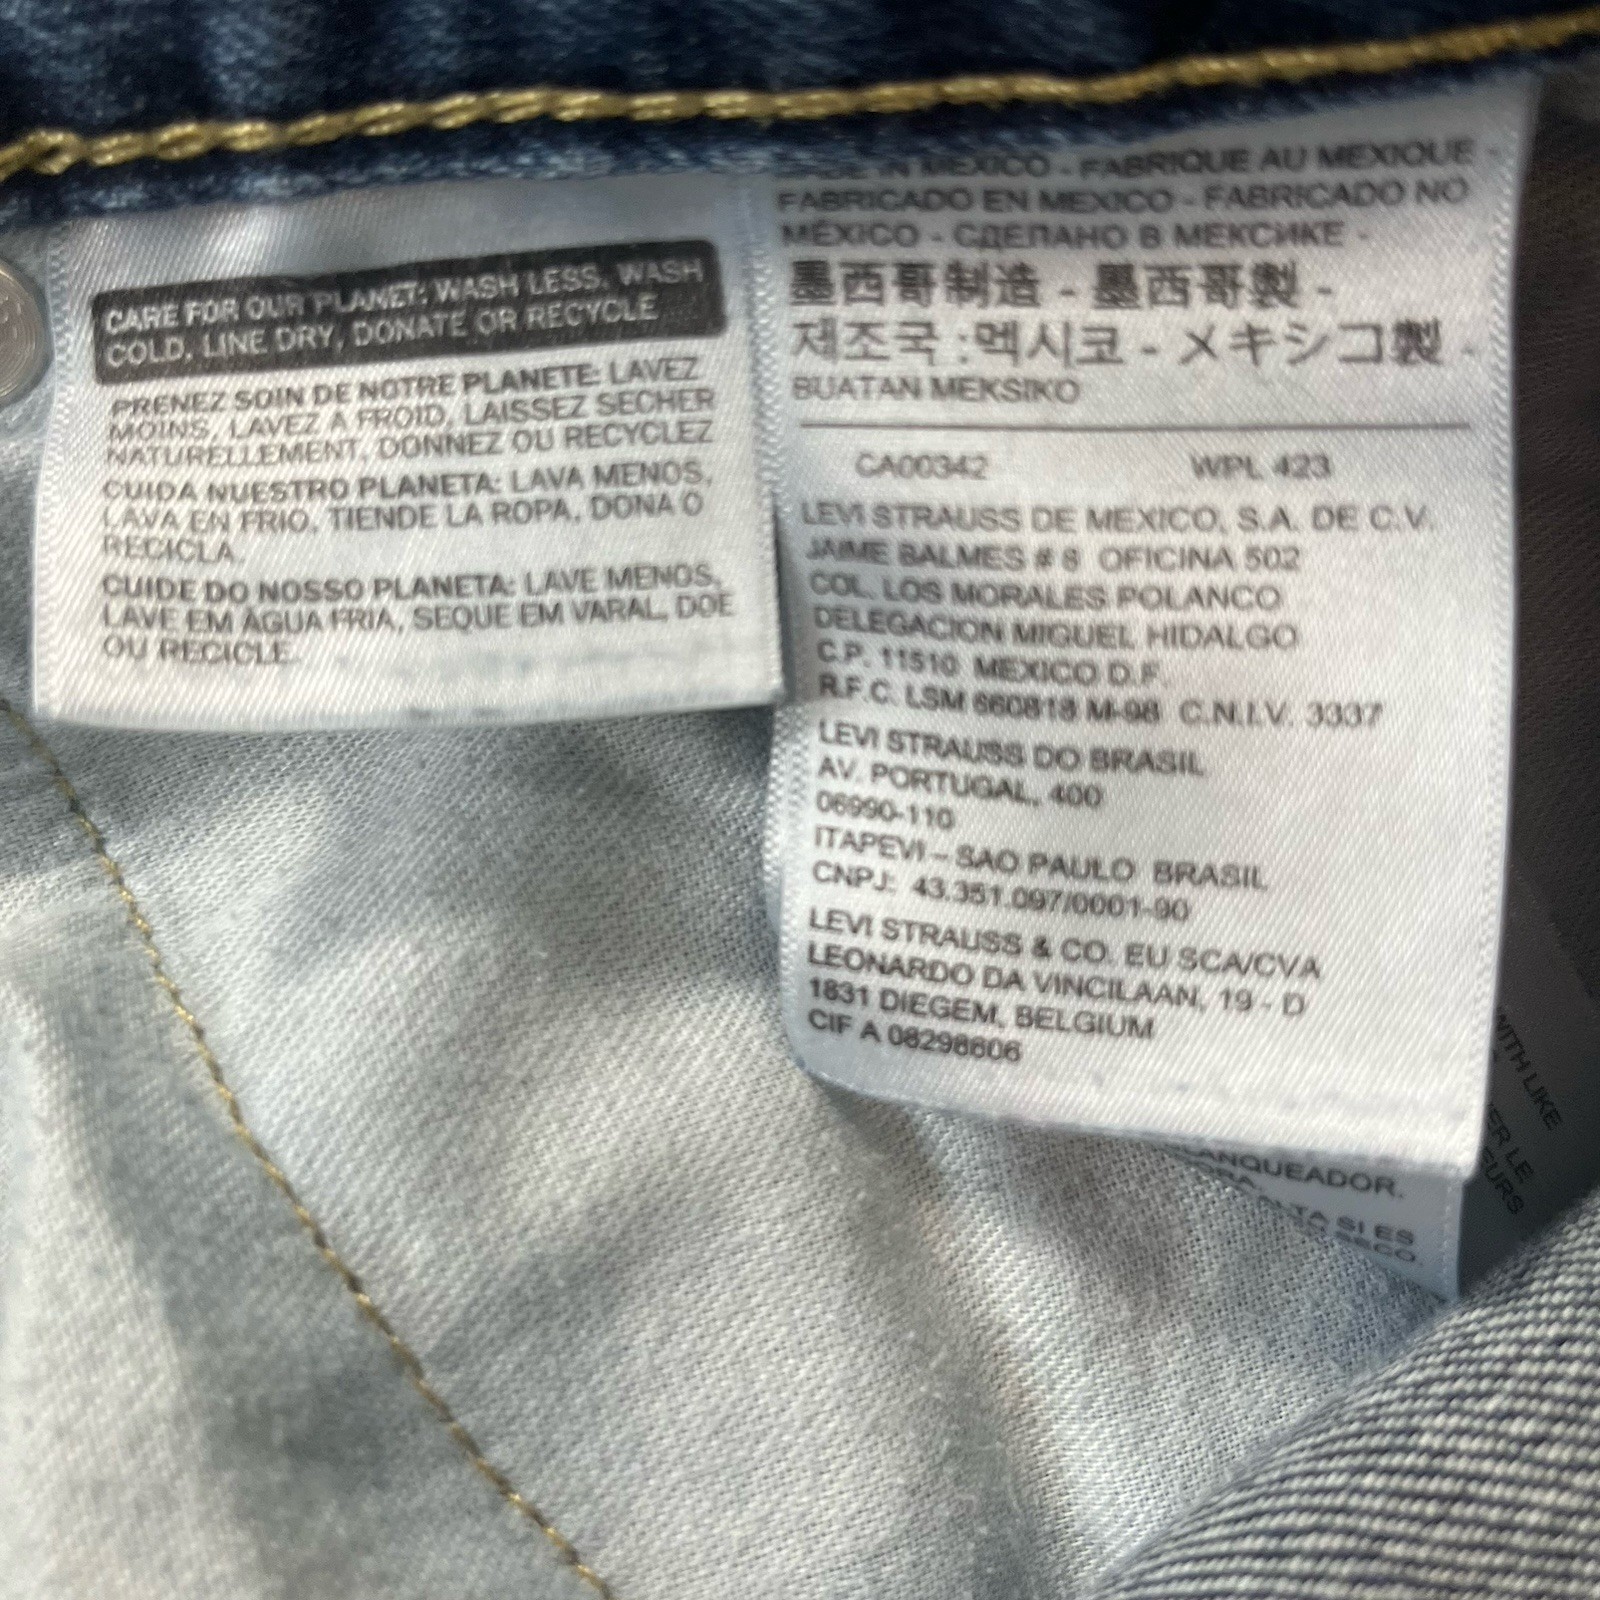 CARE FOR OUR PLANET: WASH LESS, WASH
COLD, LINE DRY, DONATE OR RECYCLE
PRENEZ SOIN DE NOTRE PLANETE: LAVEZ
MOINS, LAVEZ A FROID, LAISSEZ SECHER
NATURELLEMENT, DONNEZ OU RECYCLEZ
CUIDA NUESTRO PLANETA: LAVA MENOS,
LAVA EN FRIO, TIENDE LA ROPA, DONA O
RECICLA.
CUIDE DO NOSSO PLANETA: LAVE MENOS,
LAVE EM ÁGUA FRIA, SEQUE EM VARAL, DOE
OU RECICLE.
IN MEXICO - FABRIQUE AU MEXIQUE -
FABRICADO EN MEXICO - FABRICADO NO
MÉXICO - СДЕЛАНО В МЕКСИКЕ -
墨西哥制造 - 墨西哥製 -
제조국 :멕시코 - メキシコ製 -
BUATAN MEKSIKO
CA00342 WPL 423
LEVI STRAUSS DE MEXICO, S.A. DE C.V.
JAIME BALMES # 8 OFICINA 502
COL. LOS MORALES POLANCO
DELEGACION MIGUEL HIDALGO
C.P. 11510 MEXICO D.F.
R.F.C. LSM 660818 M-98 C.N.I.V. 3337
LEVI STRAUSS DO BRASIL
AV. PORTUGAL, 400
06990-110
ITAPEVI – SAO PAULO BRASIL
CNPJ: 43.351.097/0001-90
LEVI STRAUSS & CO. EU SCA/CVA
LEONARDO DA VINCILAAN, 19 - D
1831 DIEGEM, BELGIUM
CIF A 08298606
SI ES
WITH LIKE
LE